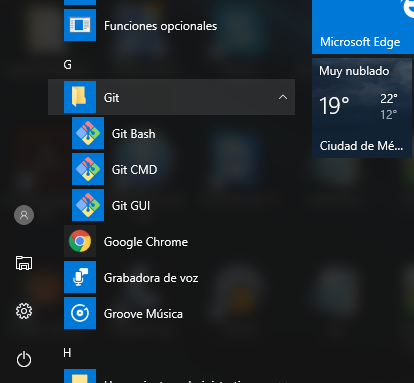 Funciones opcionales
Microsoft Edge
G
Muy nublado
Git
19°
22°
12°
Git Bash
Ciudad de Mé...
Git CMD
Git GUI
Google Chrome
Grabadora de voz
Groove Música
H